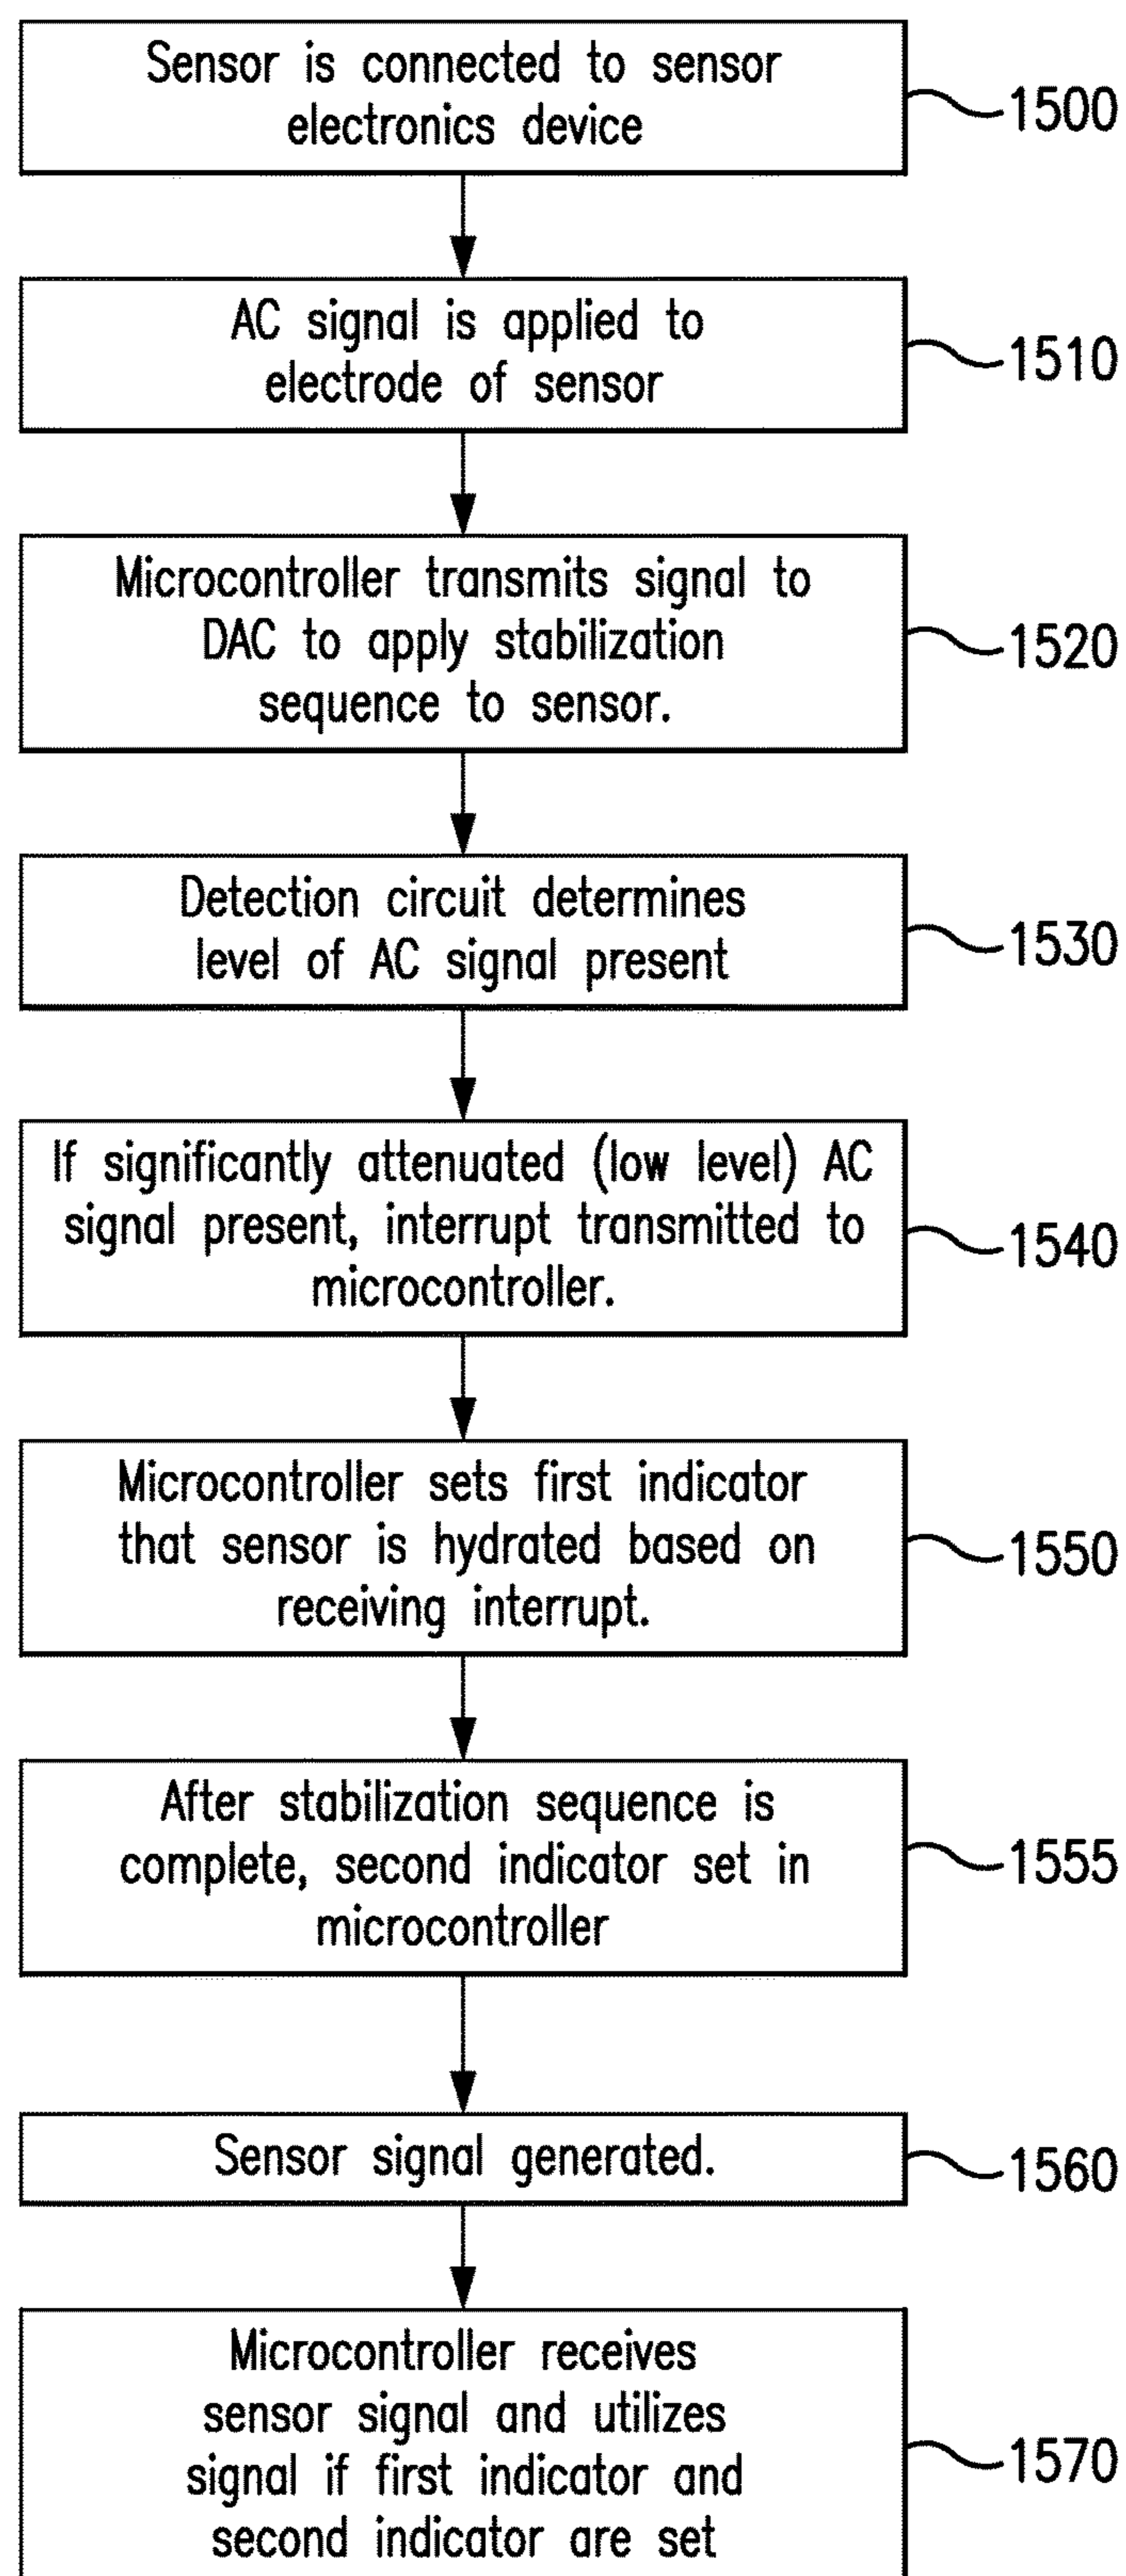 Sensor is connected to sensor
electronics device
1500
AC signal is applied to
electrode of sensor
1510
Microcontroller transmits signal to
DAC to apply stabilization
sequence to sensor.
1520
Detection circuit determines
level of AC signal present
1530
If significantly attenuated (low level) AC
signal present, interrupt transmitted to
microcontroller.
1540
Microcontroller sets first indicator
that sensor is hydrated based on
receiving interrupt.
1550
After stabilization sequence is
complete, second indicator set in
microcontroller
1555
Sensor signal generated.
1560
Microcontroller receives
sensor signal and utilizes
signal if first indicator and
second indicator are set
1570